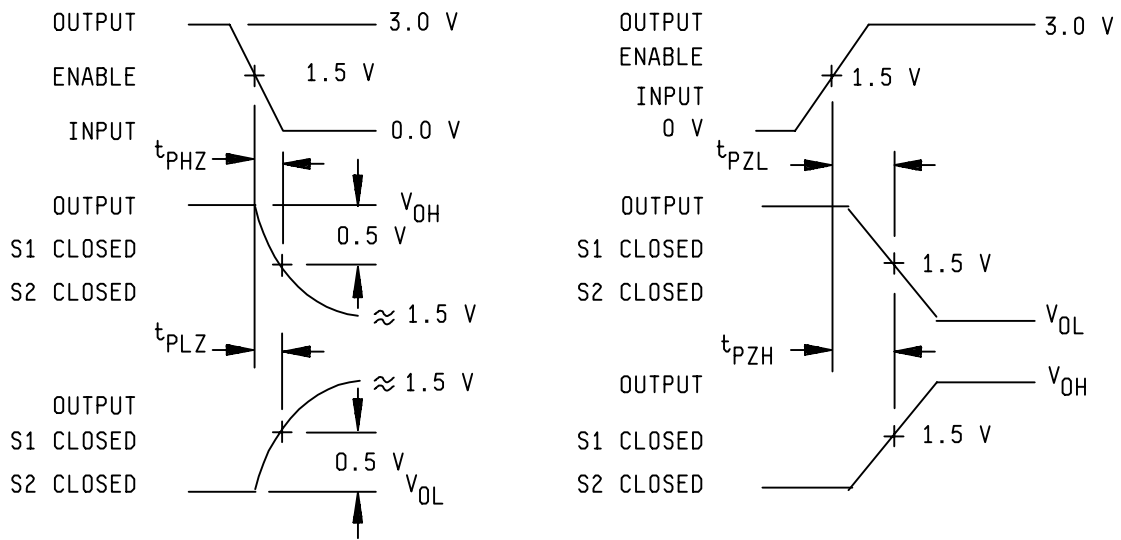 OUTPUT 3.0 V
ENABLE 1.5 V
INPUT 0.0 V
tPHZ
OUTPUT VOH
S1 CLOSED 0.5 V
S2 CLOSED
≈ 1.5 V
tPLZ
≈ 1.5 V
OUTPUT
S1 CLOSED
0.5 V
S2 CLOSED VOL
OUTPUT 3.0 V
ENABLE
1.5 V
INPUT
0 V
tPZL
OUTPUT
S1 CLOSED 1.5 V
S2 CLOSED
VOL
tPZH
OUTPUT VOH
S1 CLOSED 1.5 V
S2 CLOSED